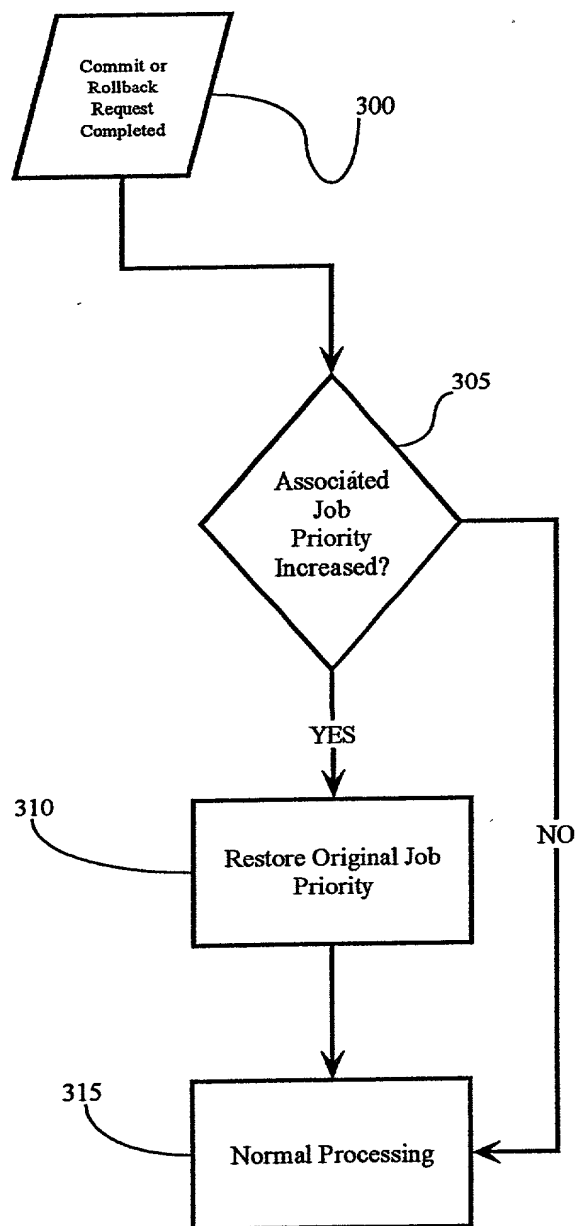 Commit or
Rollback
Request
Completed
300
305
Associated
Job
Priority
Increased?
YES
310
NO
Restore Original Job
Priority
315
Normal Processing